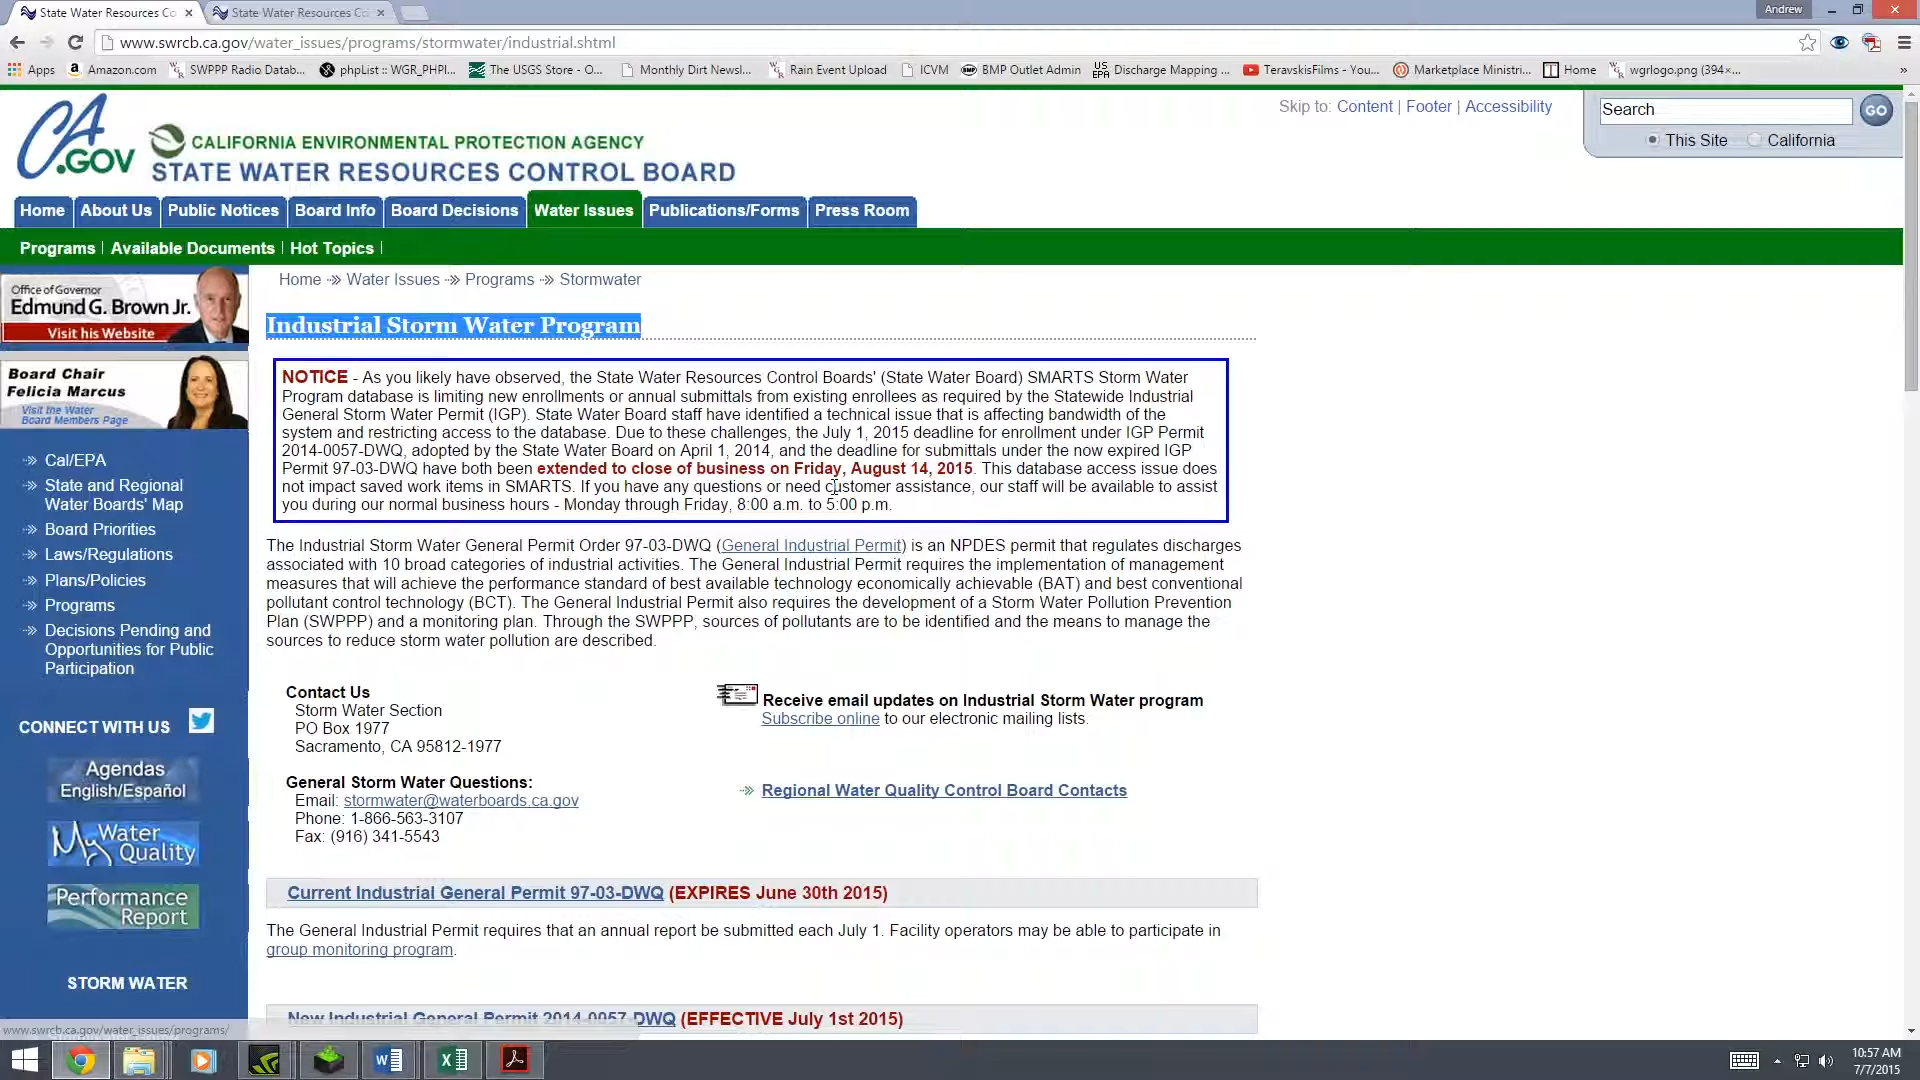 State Water Resources Co
State Water Resources Co
Andrew
www.swrcb.ca.gov/water_issues/programs/stormwater/industrial.shtml
Apps
Amazon.com
SWPPP Radio Datab...
phpList :: WGR_PHPl...
The USGS Store - O...
Monthly Dirt Newsl...
Rain Event Upload
ICVM
BMP Outlet Admin
US EPA
Discharge Mapping ...
TeravskisFilms - You...
Marketplace Ministri...
Home
wgrlogo.png (394×...
»
Skip to: Content | Footer | Accessibility
Search
GO
This Site
California
CA.GOV
CALIFORNIA ENVIRONMENTAL PROTECTION AGENCY
STATE WATER RESOURCES CONTROL BOARD
Home
About Us
Public Notices
Board Info
Board Decisions
Water Issues
Publications/Forms
Press Room
Programs | Available Documents | Hot Topics |
Office of Governor
Edmund G. Brown Jr.
Visit his Website
Board Chair
Felicia Marcus
Visit the Water
Board Members Page
Cal/EPA
State and Regional
Water Boards' Map
Board Priorities
Laws/Regulations
Plans/Policies
Programs
Decisions Pending and
Opportunities for Public
Participation
CONNECT WITH US
Agendas
English/Español
My Water
Quality
Performance
Report
STORM WATER
Home Water Issues Programs Stormwater
Industrial Storm Water Program
NOTICE - As you likely have observed, the State Water Resources Control Boards' (State Water Board) SMARTS Storm Water
Program database is limiting new enrollments or annual submittals from existing enrollees as required by the Statewide Industrial
General Storm Water Permit (IGP). State Water Board staff have identified a technical issue that is affecting bandwidth of the
system and restricting access to the database. Due to these challenges, the July 1, 2015 deadline for enrollment under IGP Permit
2014-0057-DWQ, adopted by the State Water Board on April 1, 2014, and the deadline for submittals under the now expired IGP
Permit 97-03-DWQ have both been extended to close of business on Friday, August 14, 2015. This database access issue does
not impact saved work items in SMARTS. If you have any questions or need customer assistance, our staff will be available to assist
you during our normal business hours - Monday through Friday, 8:00 a.m. to 5:00 p.m.
The Industrial Storm Water General Permit Order 97-03-DWQ (General Industrial Permit) is an NPDES permit that regulates discharges
associated with 10 broad categories of industrial activities. The General Industrial Permit requires the implementation of management
measures that will achieve the performance standard of best available technology economically achievable (BAT) and best conventional
pollutant control technology (BCT). The General Industrial Permit also requires the development of a Storm Water Pollution Prevention
Plan (SWPPP) and a monitoring plan. Through the SWPPP, sources of pollutants are to be identified and the means to manage the
sources to reduce storm water pollution are described.
Contact Us
Storm Water Section
PO Box 1977
Sacramento, CA 95812-1977
General Storm Water Questions:
Email: stormwater@waterboards.ca.gov
Phone: 1-866-563-3107
Fax: (916) 341-5543
Receive email updates on Industrial Storm Water program
Subscribe online to our electronic mailing lists.
Regional Water Quality Control Board Contacts
Current Industrial General Permit 97-03-DWQ (EXPIRES June 30th 2015)
The General Industrial Permit requires that an annual report be submitted each July 1. Facility operators may be able to participate in
group monitoring program.
New Industrial General Permit 2014-0057-DWQ (EFFECTIVE July 1st 2015)
www.swrcb.ca.gov/water_issues/programs/
10:57 AM
7/7/2015